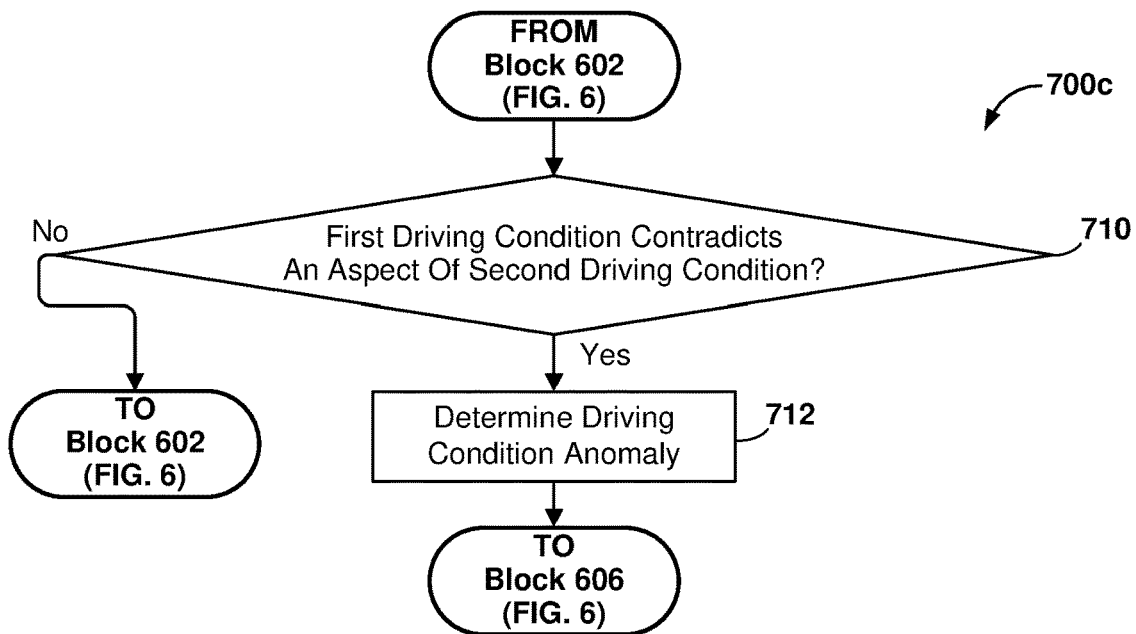 FROM
Block 602
(FIG. 6)
700c
No
First Driving Condition Contradicts
An Aspect Of Second Driving Condition?
710
Yes
TO
Block 602
(FIG. 6)
Determine Driving
Condition Anomaly
712
TO
Block 606
(FIG. 6)